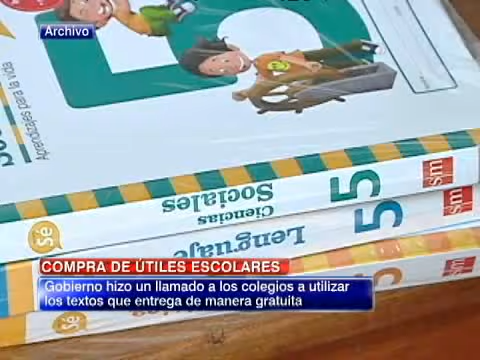 Archivo
5
Aprendizajes para la vida
Ciencias
Sociales
5
sm
Lenguaje
5
sm
Sé
sm
Sé
COMPRA DE ÚTILES ESCOLARES
Gobierno hizo un llamado a los colegios a utilizar
los textos que entrega de manera gratuita